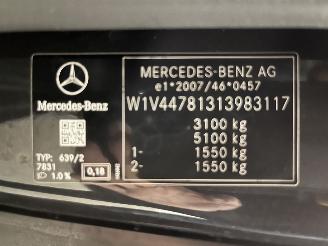 Mercedes-Benz
MERCEDES-BENZ AG
e1*2007/46*0457
W1V44781313983117
3100 kg
5100 kg
1- 1550 kg
2- 1550 kg
TYP: 639/2
7831
1.0% 0,18